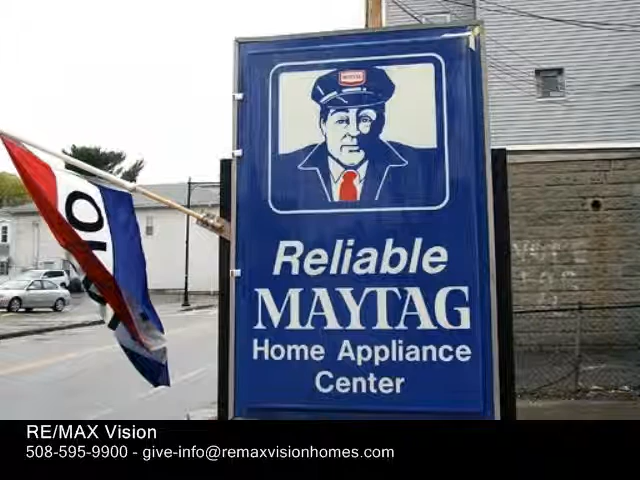 MAYTAG
Reliable
MAYTAG
Home Appliance
Center
RE/MAX Vision
508-595-9900 - give-info@remaxvisionhomes.com